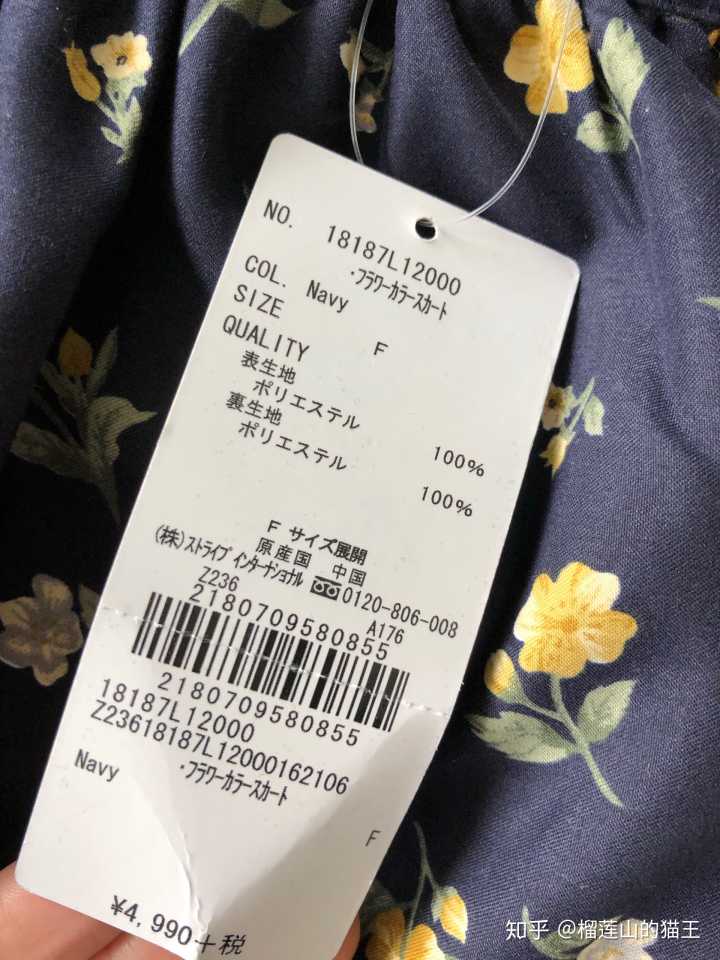 NO. 18187L12000
・フラワーカラースカート
COL. Navy
SIZE F
QUALITY
表生地
ポリエステル 100%
裏生地
ポリエステル 100%
F サイズ展開
原産国 中国
(株)ストライプ インターナショナル 0120-806-008
Z236 A176
2180709580855
2180709580855
18187L12000
Z23618187L12000162106
・フラワーカラースカート
Navy F
¥4,990+税
知乎 @榴莲山的猫王